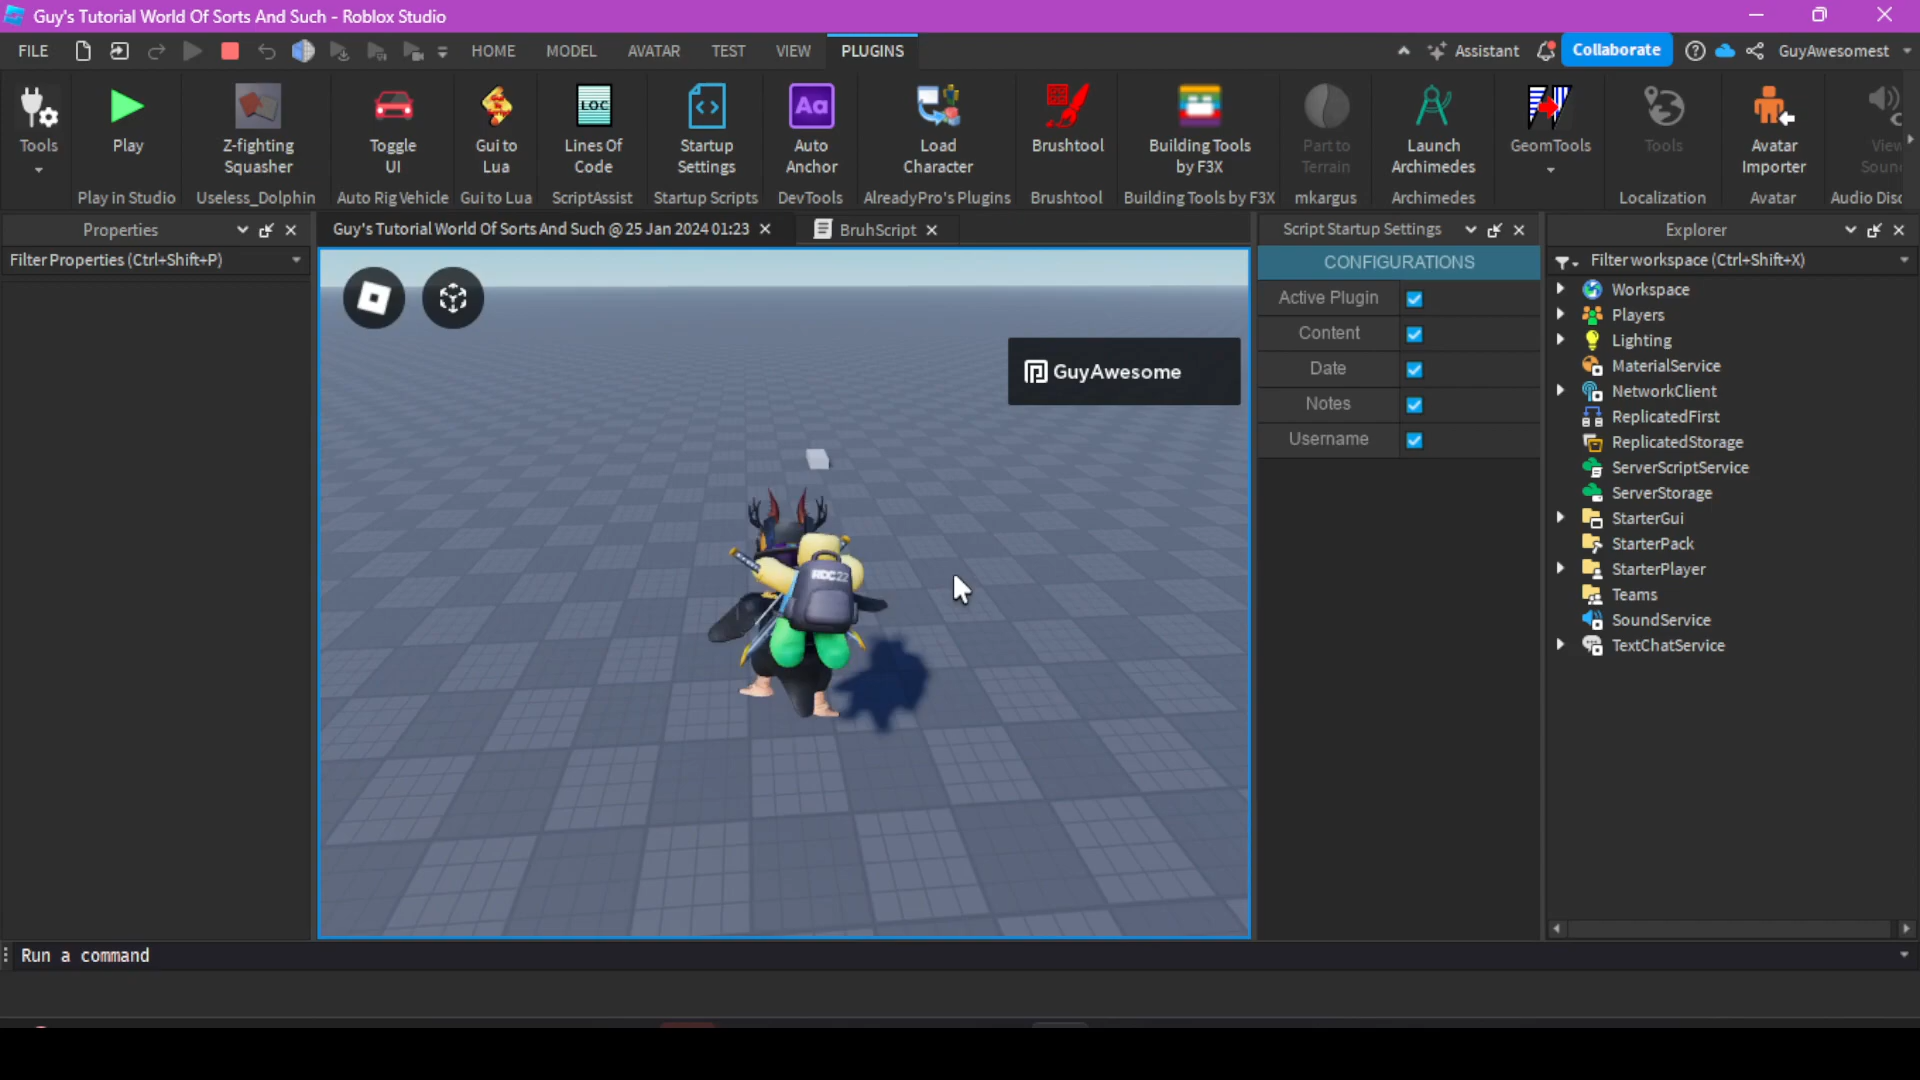 Guy's Tutorial World Of Sorts And Such - Roblox Studio
FILE
HOME
MODEL
AVATAR
TEST
VIEW
PLUGINS
Assistant
Collaborate
GuyAwesomest
Tools
Play
Play in Studio
Z-fighting
Squasher
Useless_Dolphin
Toggle
UI
Auto Rig Vehicle
Gui to
Lua
Gui to Lua
LOC
Lines Of
Code
ScriptAssist
Startup
Settings
Startup Scripts
Aa
Auto
Anchor
DevTools
Load
Character
AlreadyPro's Plugins
Brushtool
Brushtool
Building Tools
by F3X
Building Tools by F3X
Part to
Terrain
mkargus
Launch
Archimedes
Archimedes
GeomTools
Tools
Localization
Avatar
Importer
Avatar
View
Soun
Audio Disc
Properties
Filter Properties (Ctrl+Shift+P)
Guy's Tutorial World Of Sorts And Such @ 25 Jan 2024 01:23
BruhScript
GuyAwesome
RDC22
Script Startup Settings
CONFIGURATIONS
Active Plugin
Content
Date
Notes
Username
Explorer
Filter workspace (Ctrl+Shift+X)
Workspace
Players
Lighting
MaterialService
NetworkClient
ReplicatedFirst
ReplicatedStorage
ServerScriptService
ServerStorage
StarterGui
StarterPack
StarterPlayer
Teams
SoundService
TextChatService
Run a command